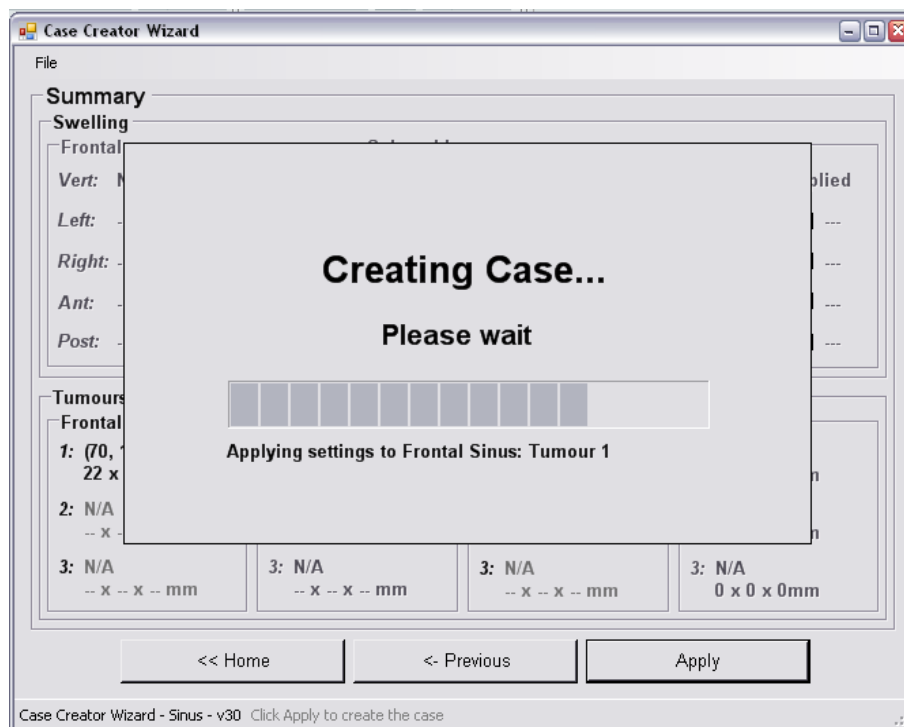 Case Creator Wizard
File
Summary
Swelling
Frontal
Vert:
plied
Left:
---
Right:
---
Ant:
---
Post:
---
Creating Case...
Please wait
Applying settings to Frontal Sinus: Tumour 1
Tumours
Frontal
1: (70,
22 x
2: N/A
-- x
3: N/A
-- x -- x -- mm
3: N/A
-- x -- x -- mm
3: N/A
-- x -- x -- mm
3: N/A
0 x 0 x 0mm
<< Home
<- Previous
Apply
Case Creator Wizard - Sinus - v30 Click Apply to create the case